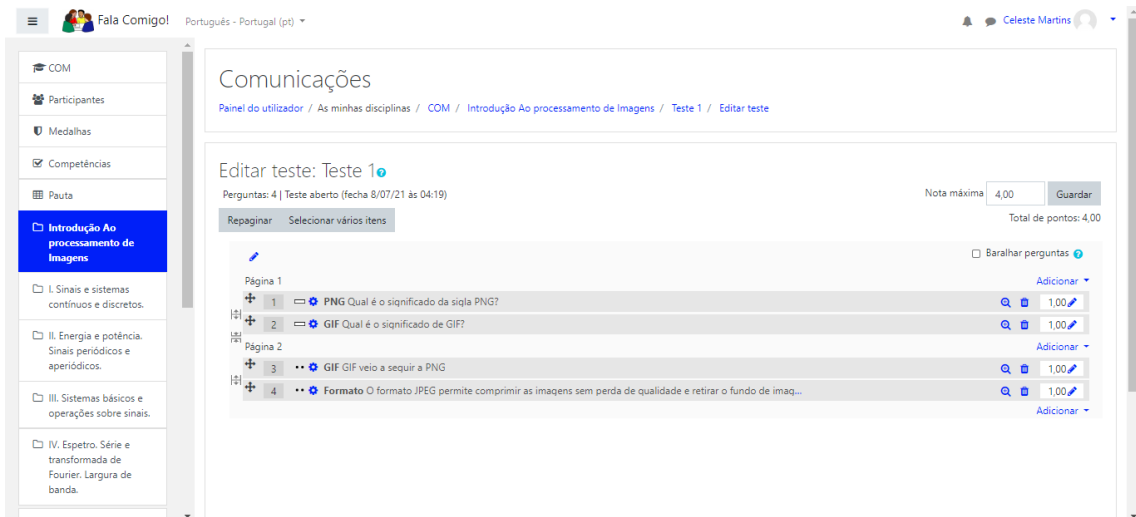 Fala Comigo! Português - Portugal (pt)
Celeste Martins
COM
Participantes
Medalhas
Competências
Pauta
Introdução Ao
processamento de
Imagens
I. Sinais e sistemas
contínuos e discretos.
II. Energia e potência.
Sinais periódicos e
aperiódicos.
III. Sistemas básicos e
operações sobre sinais.
IV. Espetro. Série e
transformada de
Fourier. Largura de
banda.
Comunicações
Painel do utilizador / As minhas disciplinas / COM / Introdução Ao processamento de Imagens / Teste 1 / Editar teste
Editar teste: Teste 1
Perguntas: 4 | Teste aberto (fecha 8/07/21 às 04:19)
Nota máxima 4,00 Guardar
Repaginar Selecionar vários itens
Total de pontos: 4,00
Baralhar perguntas
Página 1 Adicionar
1 PNG Qual é o significado da sigla PNG? 1,00
2 GIF Qual é o significado de GIF? 1,00
Página 2 Adicionar
3 GIF GIF veio a seguir a PNG 1,00
4 Formato O formato JPEG permite comprimir as imagens sem perda de qualidade e retirar o fundo de imag... 1,00
Adicionar